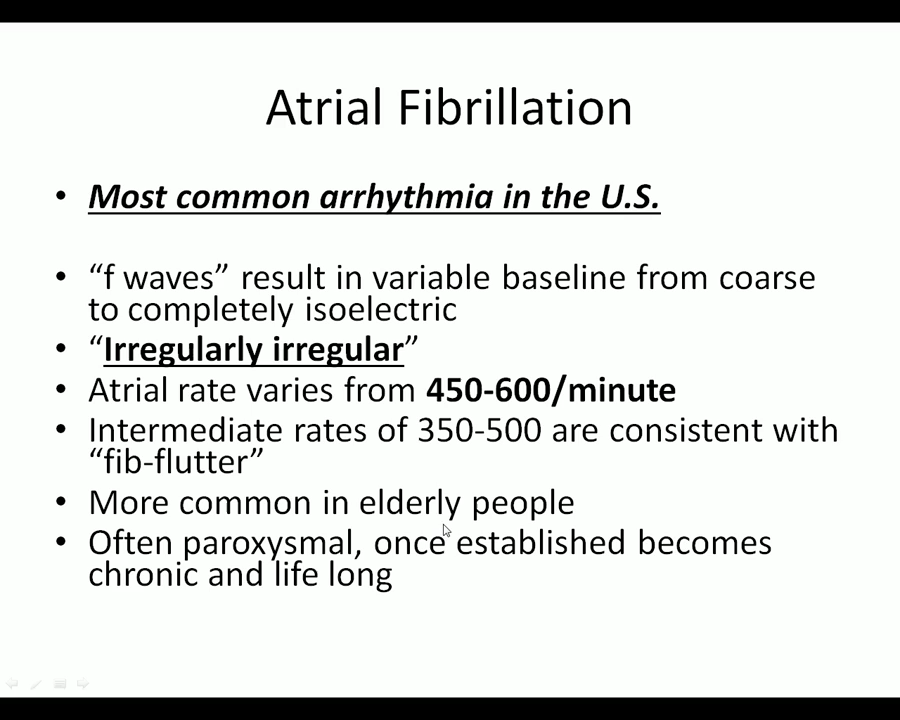 Atrial Fibrillation
• Most common arrhythmia in the U.S.
• “f waves” result in variable baseline from coarse
to completely isoelectric
• “Irregularly irregular”
• Atrial rate varies from 450-600/minute
• Intermediate rates of 350-500 are consistent with
“fib-flutter”
• More common in elderly people
• Often paroxysmal, once established becomes
chronic and life long